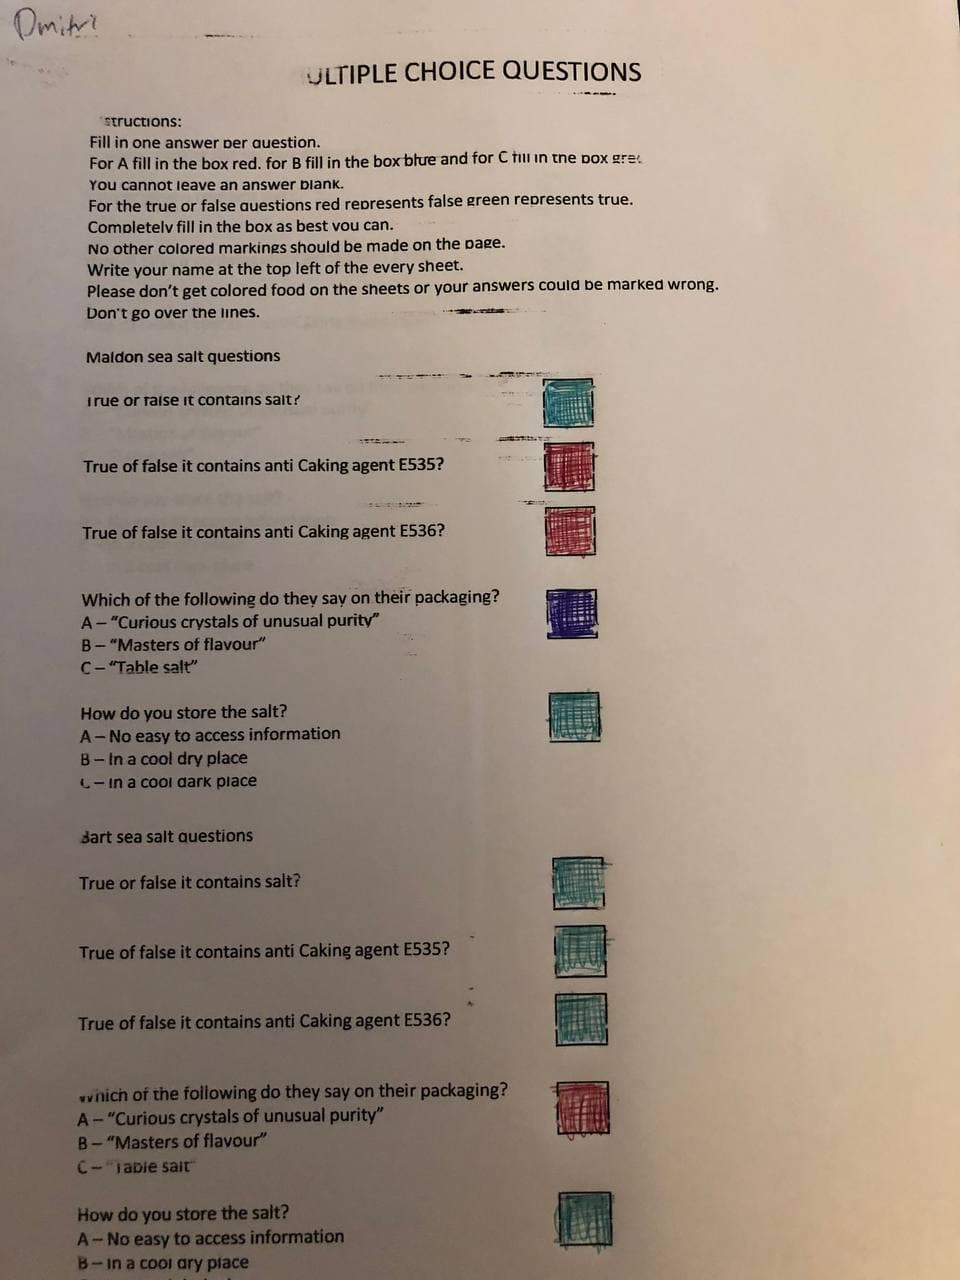 Dmitri
ULTIPLE CHOICE QUESTIONS
structions:
Fill in one answer per question.
For A fill in the box red. for B fill in the box blue and for C fill in the box gre
You cannot leave an answer blank.
For the true or false questions red represents false green represents true.
Completely fill in the box as best you can.
No other colored markings should be made on the page.
Write your name at the top left of the every sheet.
Please don't get colored food on the sheets or your answers could be marked wrong.
Don't go over the lines.
Maldon sea salt questions
True or false it contains salt?
True of false it contains anti Caking agent E535?
True of false it contains anti Caking agent E536?
Which of the following do they say on their packaging?
A – "Curious crystals of unusual purity"
B – "Masters of flavour"
C – "Table salt"
How do you store the salt?
A – No easy to access information
B – In a cool dry place
C – In a cool dark place
Bart sea salt questions
True or false it contains salt?
True of false it contains anti Caking agent E535?
True of false it contains anti Caking agent E536?
Which of the following do they say on their packaging?
A – "Curious crystals of unusual purity"
B – "Masters of flavour"
C – "Table salt"
How do you store the salt?
A – No easy to access information
B – In a cool dry place